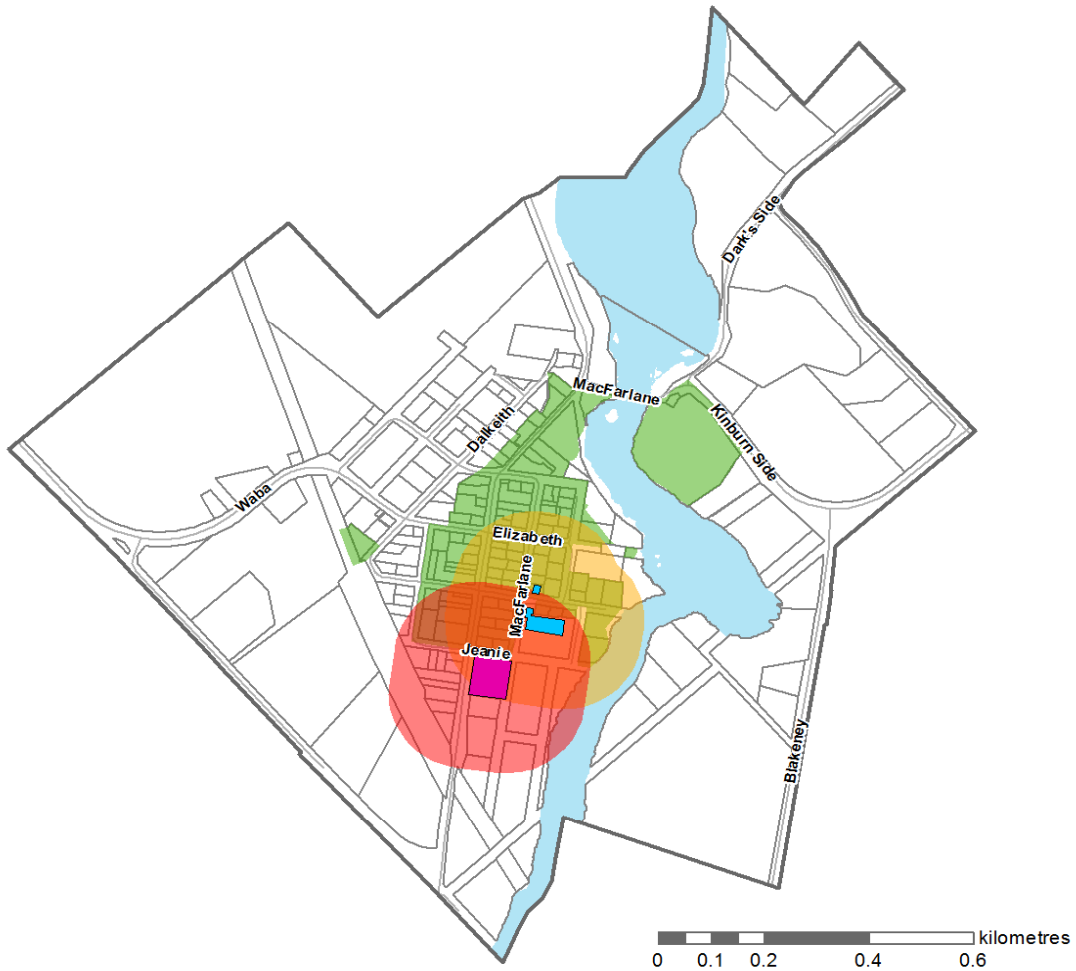 Dark's Side
MacFarlane
Kinburn Side
Dalkeith
Waba
Elizabeth
MacFarlane
Jeanie
Blakeney
kilometres
0 0.1 0.2 0.4 0.6